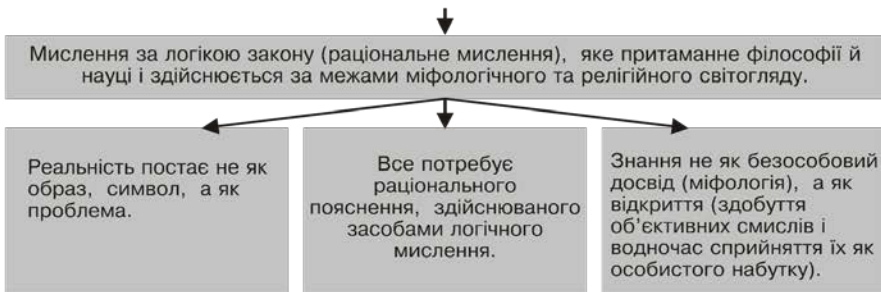 Мислення за логікою закону (раціональне мислення), яке притаманне філософії й
науці і здійснюється за межами міфологічного та релігійного світогляду.
Реальність постає не як
образ, символ, а як
проблема.
Все потребує
раціонального
пояснення, здійснюваного
засобами логічного
мислення.
Знання не як безособовий
досвід (міфологія), а як
відкриття (здобуття
об’єктивних смислів і
водночас сприйняття їх як
особистого набутку).